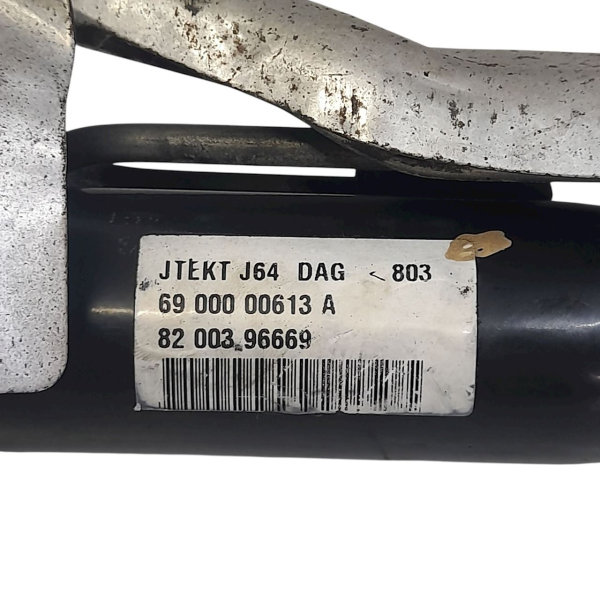 JTEKT J64 DAG < 803
69 000 00613 A
82 003 96669